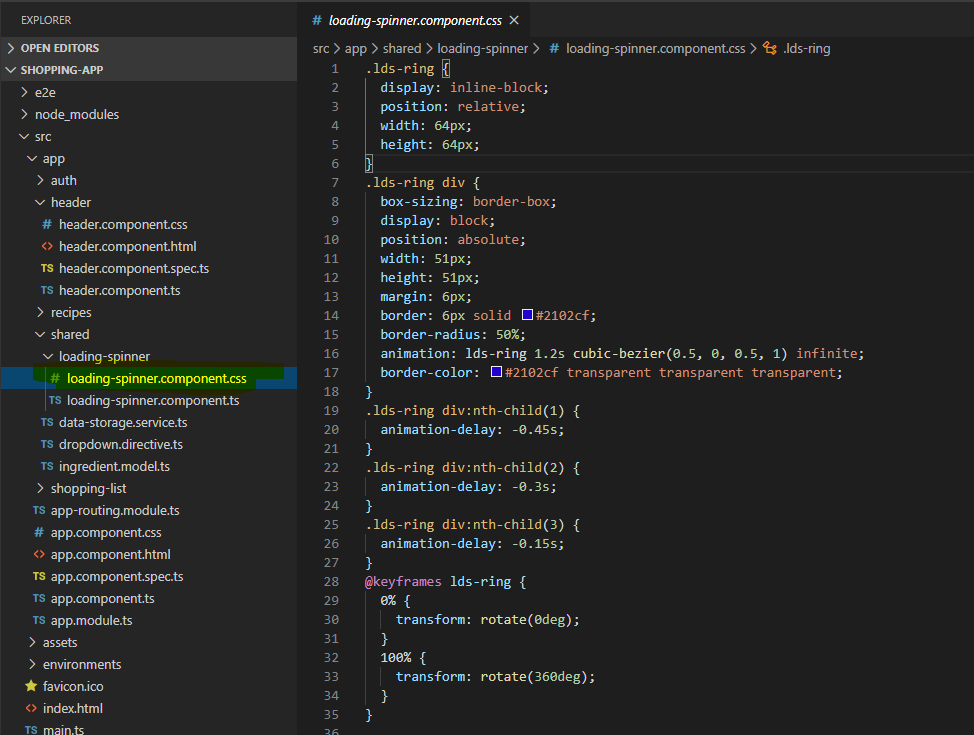 EXPLORER
OPEN EDITORS
SHOPPING-APP
e2e
node_modules
src
app
auth
header
# header.component.css
<> header.component.html
TS header.component.spec.ts
TS header.component.ts
recipes
shared
loading-spinner
# loading-spinner.component.css
TS loading-spinner.component.ts
TS data-storage.service.ts
TS dropdown.directive.ts
TS ingredient.model.ts
shopping-list
TS app-routing.module.ts
# app.component.css
<> app.component.html
TS app.component.spec.ts
TS app.component.ts
TS app.module.ts
assets
environments
favicon.ico
<> index.html
TS main.ts
# loading-spinner.component.css ×
src > app > shared > loading-spinner > # loading-spinner.component.css > .lds-ring
1 .lds-ring {
2 display: inline-block;
3 position: relative;
4 width: 64px;
5 height: 64px;
6 }
7 .lds-ring div {
8 box-sizing: border-box;
9 display: block;
10 position: absolute;
11 width: 51px;
12 height: 51px;
13 margin: 6px;
14 border: 6px solid #2102cf;
15 border-radius: 50%;
16 animation: lds-ring 1.2s cubic-bezier(0.5, 0, 0.5, 1) infinite;
17 border-color: #2102cf transparent transparent transparent;
18 }
19 .lds-ring div:nth-child(1) {
20 animation-delay: -0.45s;
21 }
22 .lds-ring div:nth-child(2) {
23 animation-delay: -0.3s;
24 }
25 .lds-ring div:nth-child(3) {
26 animation-delay: -0.15s;
27 }
28 @keyframes lds-ring {
29 0% {
30 transform: rotate(0deg);
31 }
32 100% {
33 transform: rotate(360deg);
34 }
35 }
36